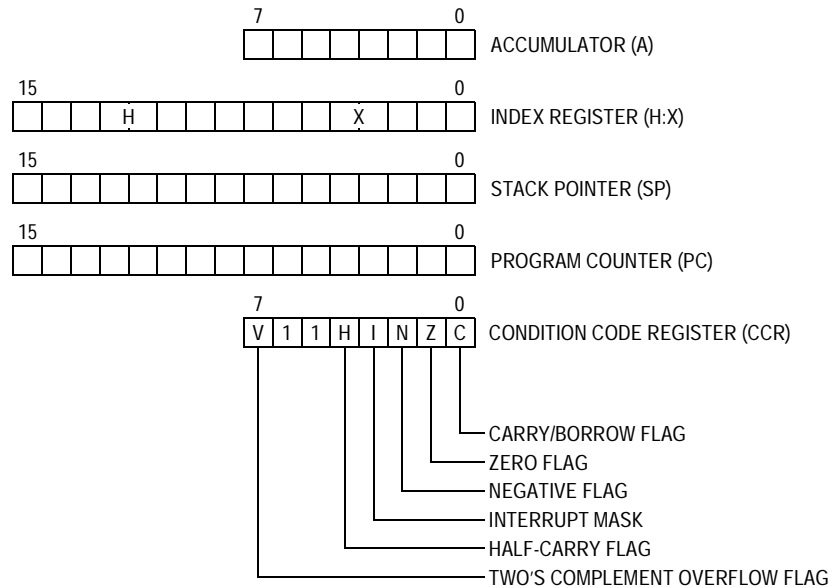 7 0
ACCUMULATOR (A)
15 0
H X INDEX REGISTER (H:X)
15 0
STACK POINTER (SP)
15 0
PROGRAM COUNTER (PC)
7 0
V 1 1 H I N Z C CONDITION CODE REGISTER (CCR)
CARRY/BORROW FLAG
ZERO FLAG
NEGATIVE FLAG
INTERRUPT MASK
HALF-CARRY FLAG
TWO’S COMPLEMENT OVERFLOW FLAG